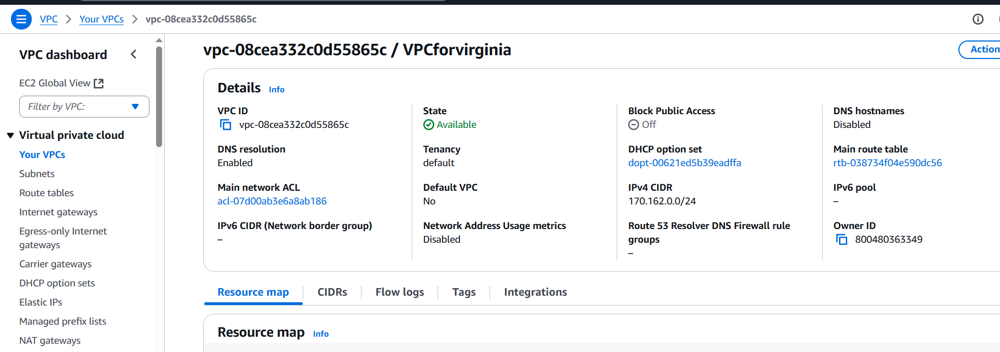 VPC > Your VPCs > vpc-08cea332c0d55865c
VPC dashboard
EC2 Global View
Filter by VPC:
Virtual private cloud
Your VPCs
Subnets
Route tables
Internet gateways
Egress-only Internet
gateways
Carrier gateways
DHCP option sets
Elastic IPs
Managed prefix lists
NAT gateways
vpc-08cea332c0d55865c / VPCforvirginia
Action
Details Info
VPC ID
vpc-08cea332c0d55865c
State
Available
Block Public Access
Off
DNS hostnames
Disabled
DNS resolution
Enabled
Tenancy
default
DHCP option set
dopt-00621ed5b39eadffa
Main route table
rtb-038734f04e590dc56
Main network ACL
acl-07d00ab3e6a8ab186
Default VPC
No
IPv4 CIDR
170.162.0.0/24
IPv6 pool
–
IPv6 CIDR (Network border group)
–
Network Address Usage metrics
Disabled
Route 53 Resolver DNS Firewall rule
groups
–
Owner ID
800480363349
Resource map CIDRs Flow logs Tags Integrations
Resource map Info